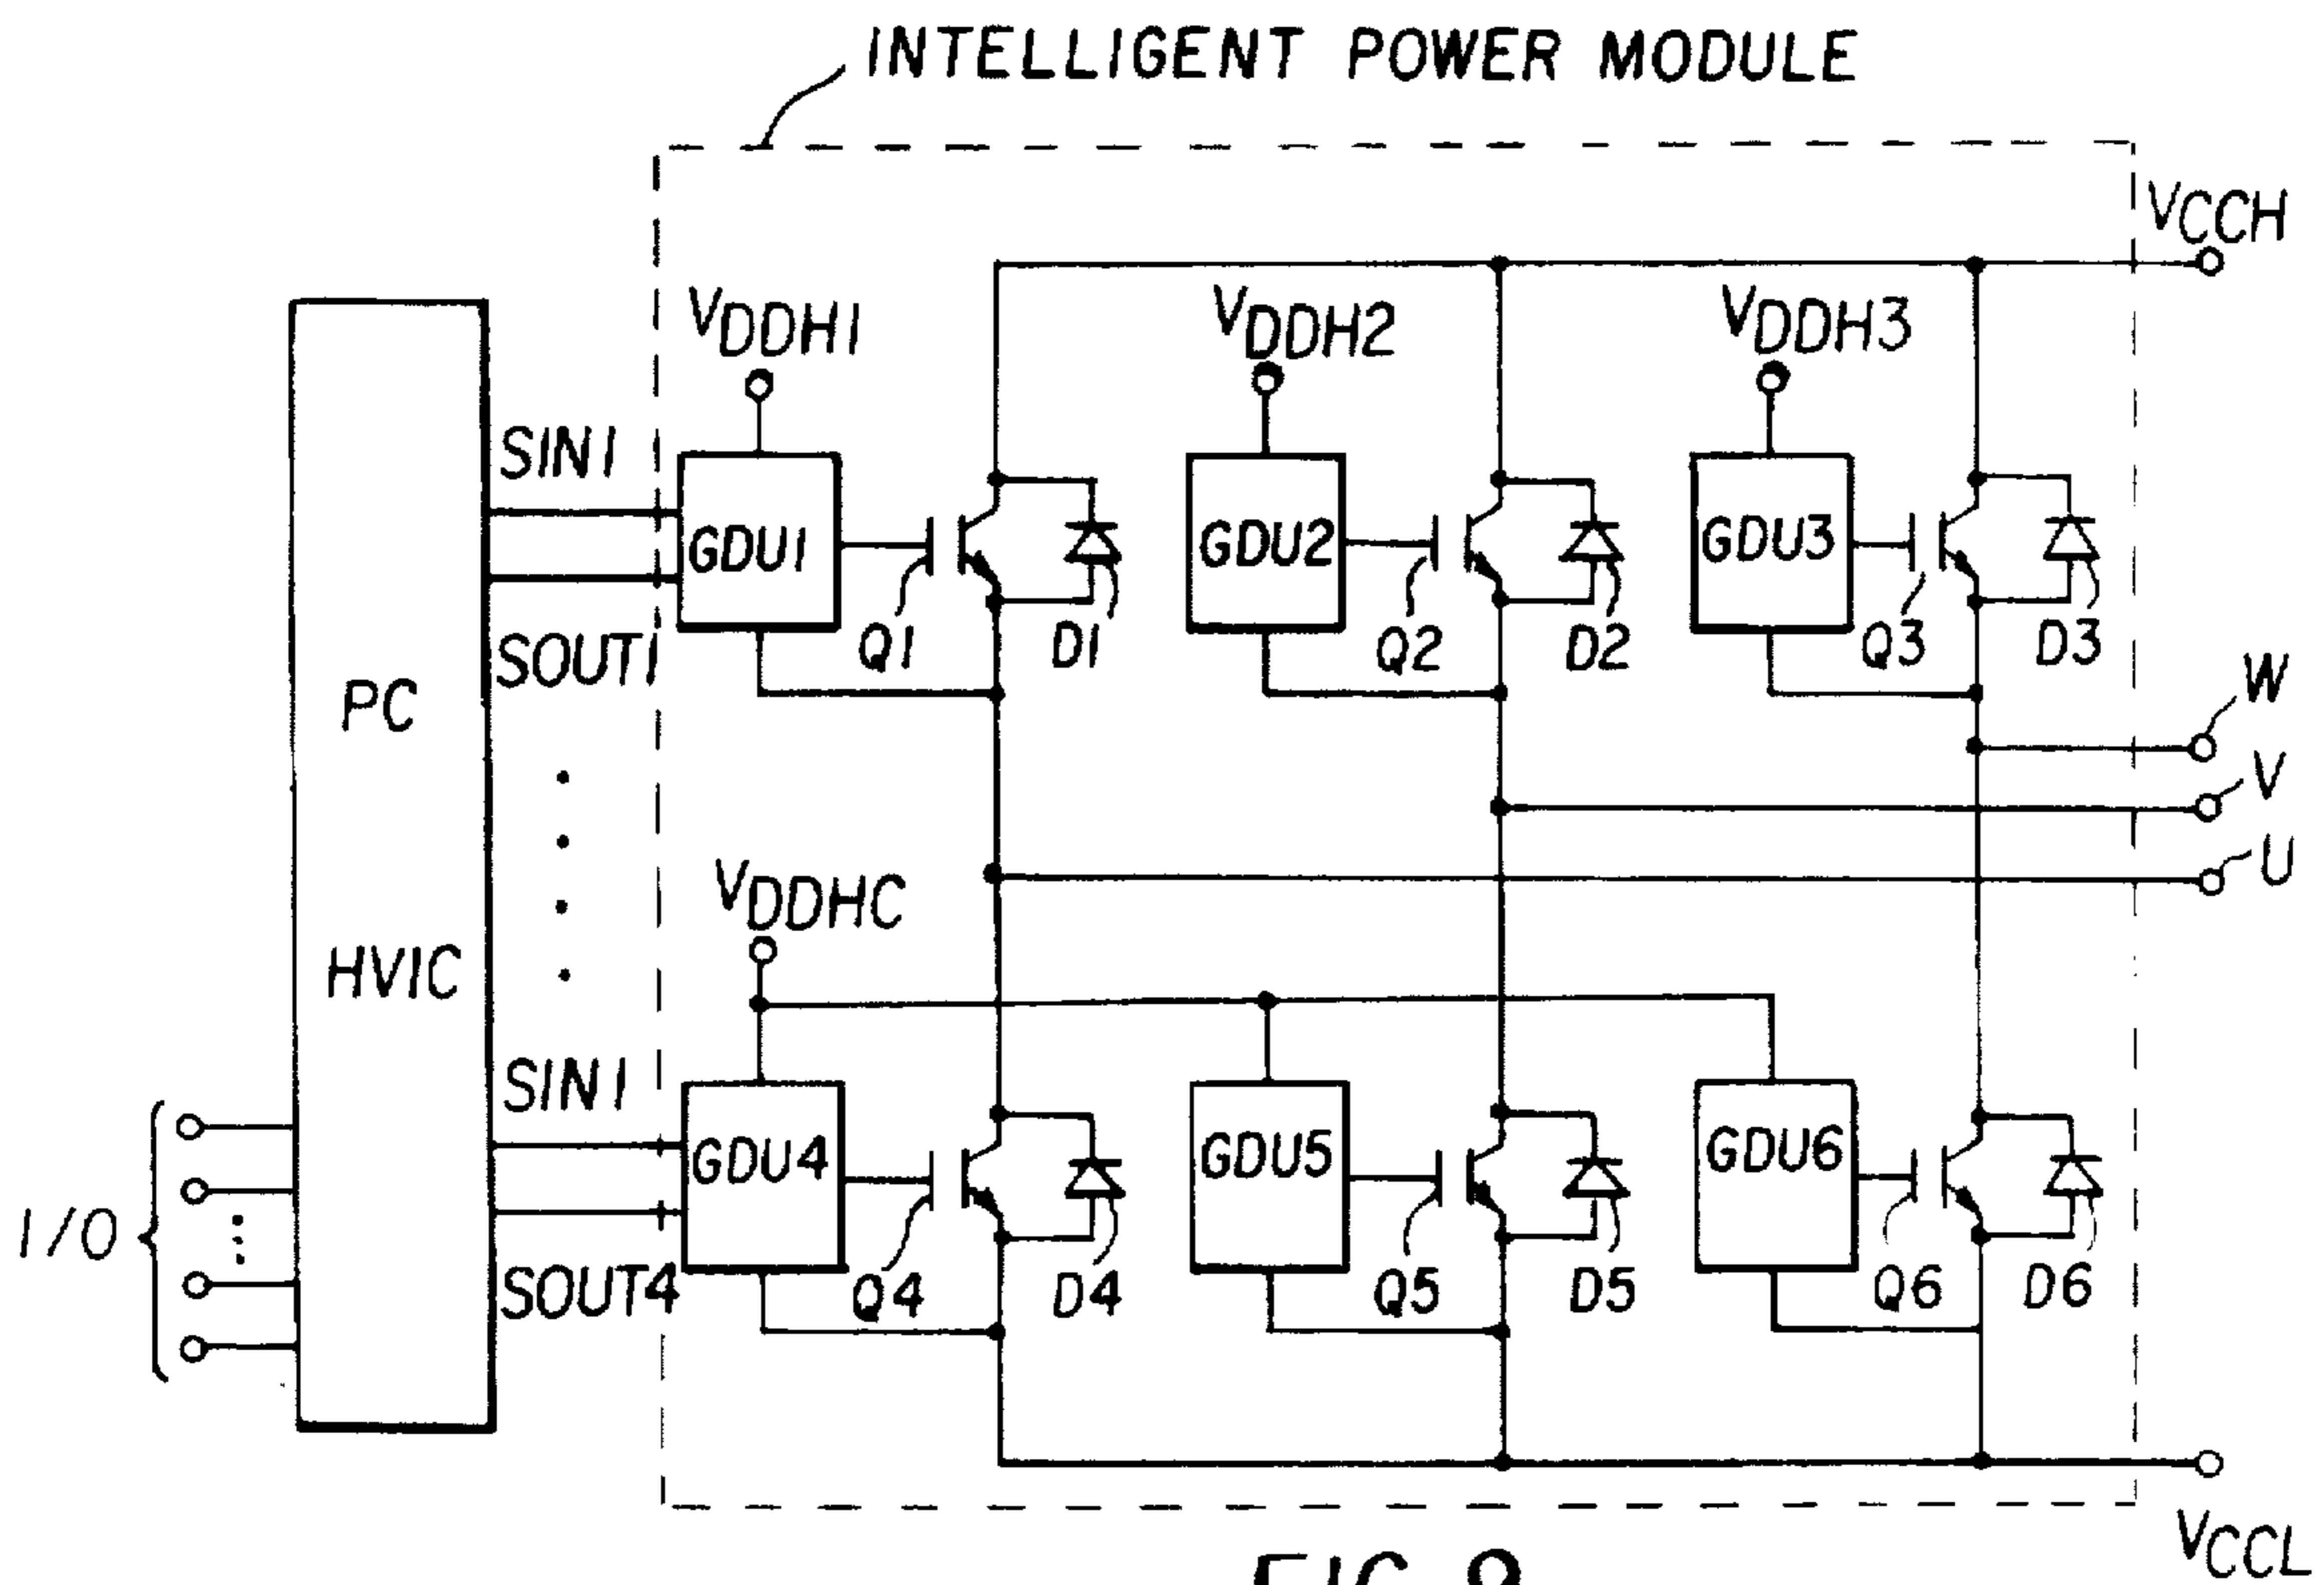 INTELLIGENT POWER MODULE
VCCH
VDDH1
VDDH2
VDDH3
SIN1
GDU1
GDU2
GDU3
SOUT1
Q1
D1
Q2
D2
Q3
D3
PC
W
V
U
VDDHC
HVIC
SIN1
GDU4
GDU5
GDU6
I/O
SOUT4
Q4
D4
Q5
D5
Q6
D6
VCCL